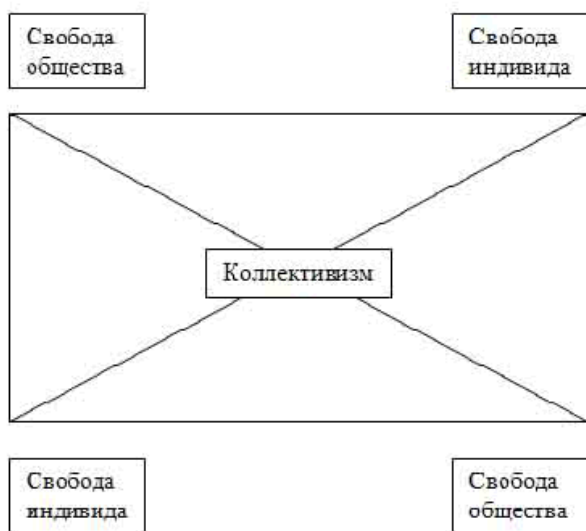 Свобода
общества
Свобода
индивида
Коллективизм
Свобода
индивида
Свобода
общества